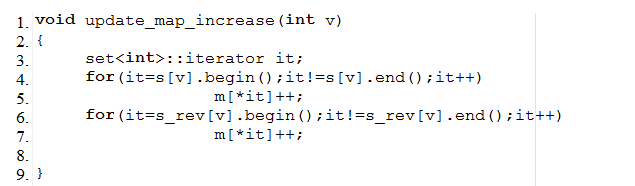 1. void update_map_increase(int v)
2. {
3. set<int>::iterator it;
4. for(it=s[v].begin();it!=s[v].end();it++)
5. m[*it]++;
6. for(it=s_rev[v].begin();it!=s_rev[v].end();it++)
7. m[*it]++;
8.
9. }